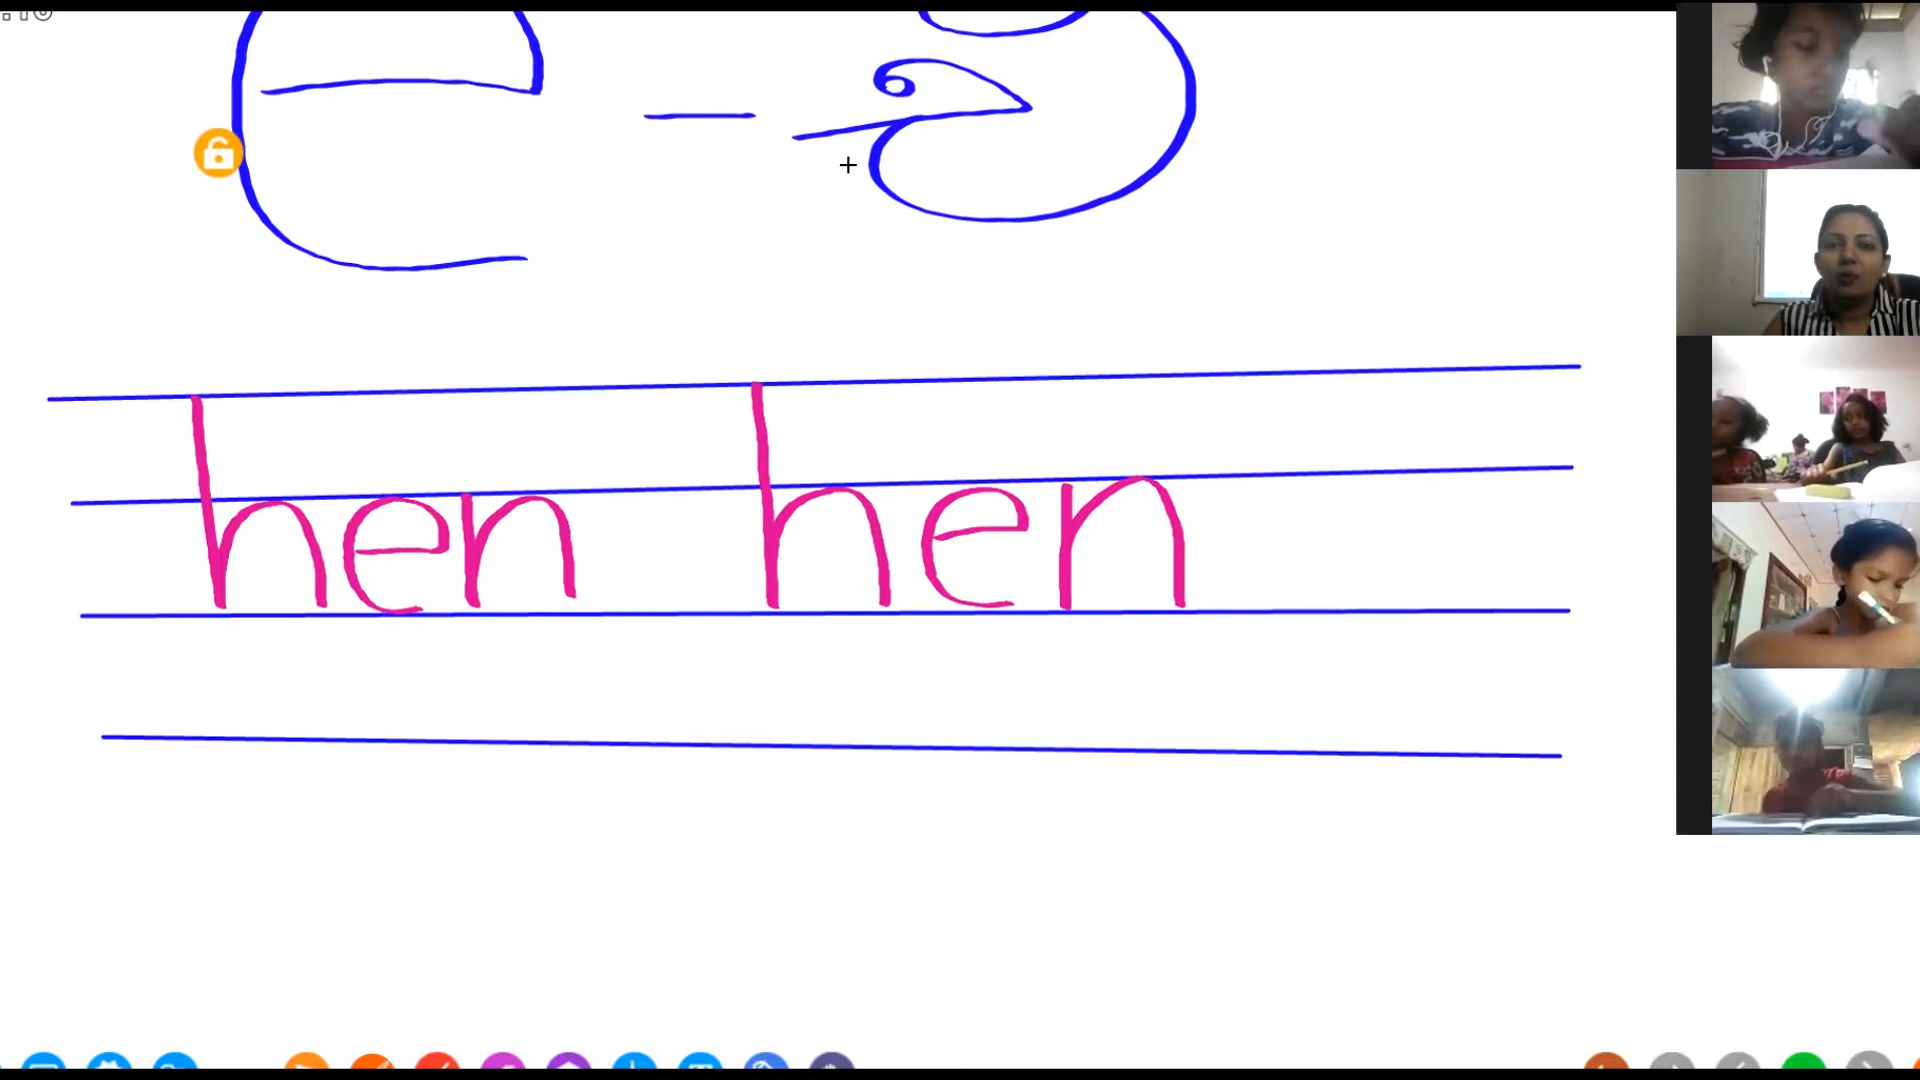 e - එ
hen hen